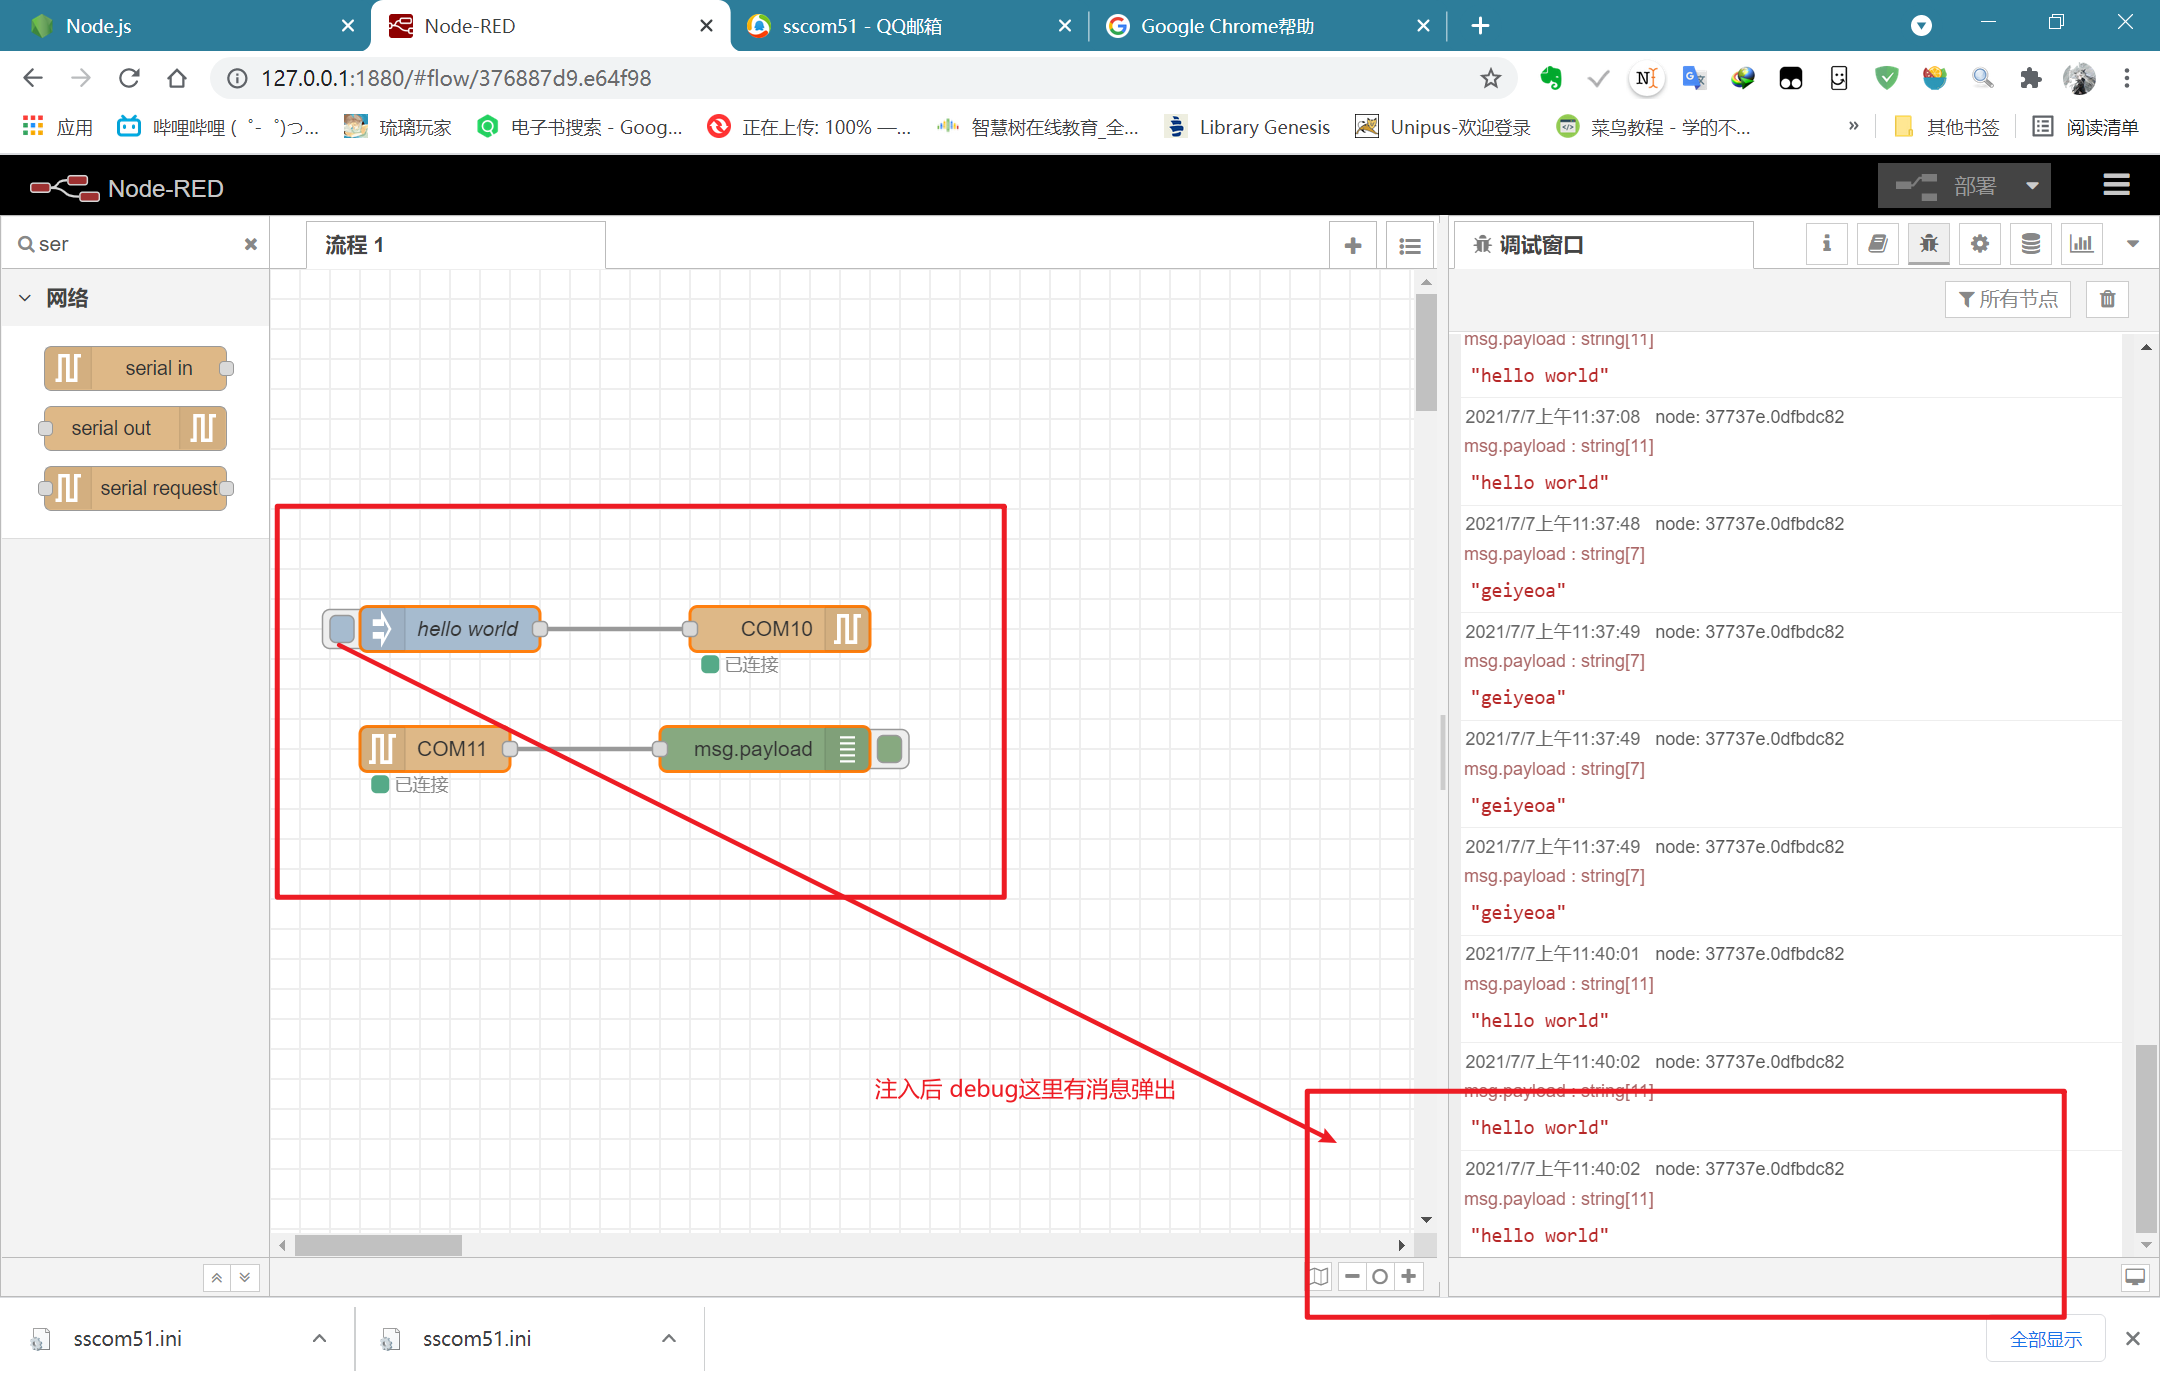 Node.js
Node-RED
sscom51 - QQ邮箱
Google Chrome帮助
127.0.0.1:1880/#flow/376887d9.e64f98
应用
哔哩哔哩 (゜-゜)つ...
琉璃玩家
电子书搜索 - Goog...
正在上传: 100% —...
智慧树在线教育_全...
Library Genesis
Unipus-欢迎登录
菜鸟教程 - 学的不...
»
其他书签
阅读清单
Node-RED
部署
ser
流程 1
调试窗口
网络
所有节点
serial in
serial out
serial request
hello world
COM10
已连接
COM11
msg.payload
已连接
注入后 debug这里有消息弹出
msg.payload : string[11]
"hello world"
2021/7/7上午11:37:08 node: 37737e.0dfbdc82
msg.payload : string[11]
"hello world"
2021/7/7上午11:37:48 node: 37737e.0dfbdc82
msg.payload : string[7]
"geiyeoa"
2021/7/7上午11:37:49 node: 37737e.0dfbdc82
msg.payload : string[7]
"geiyeoa"
2021/7/7上午11:37:49 node: 37737e.0dfbdc82
msg.payload : string[7]
"geiyeoa"
2021/7/7上午11:37:49 node: 37737e.0dfbdc82
msg.payload : string[7]
"geiyeoa"
2021/7/7上午11:40:01 node: 37737e.0dfbdc82
msg.payload : string[11]
"hello world"
2021/7/7上午11:40:02 node: 37737e.0dfbdc82
msg.payload : string[11]
"hello world"
2021/7/7上午11:40:02 node: 37737e.0dfbdc82
msg.payload : string[11]
"hello world"
sscom51.ini
sscom51.ini
全部显示